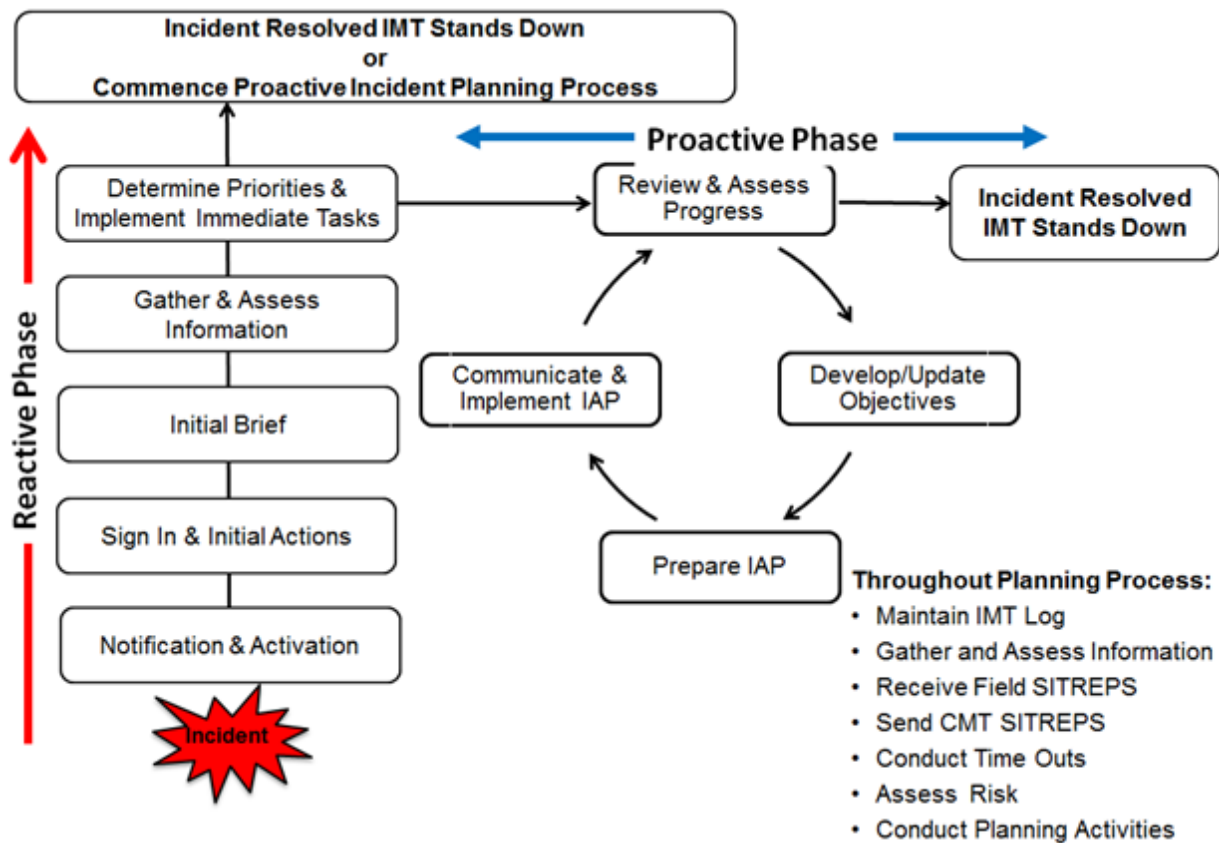 Incident Resolved IMT Stands Down
or
Commence Proactive Incident Planning Process
Reactive Phase
Determine Priorities &
Implement Immediate Tasks
Gather & Assess
Information
Initial Brief
Sign In & Initial Actions
Notification & Activation
Incident
Proactive Phase
Review & Assess
Progress
Incident Resolved
IMT Stands Down
Communicate &
Implement IAP
Develop/Update
Objectives
Prepare IAP
Throughout Planning Process:
• Maintain IMT Log
• Gather and Assess Information
• Receive Field SITREPS
• Send CMT SITREPS
• Conduct Time Outs
• Assess Risk
• Conduct Planning Activities